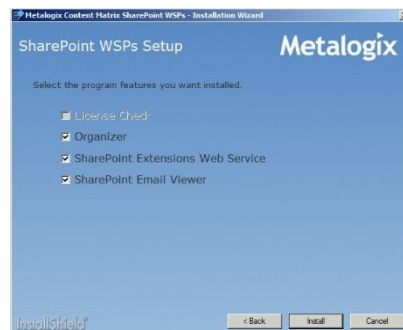 Metalogix Content Matrix SharePoint WSPs - Installation Wizard
SharePoint WSPs Setup
Metalogix
Select the program features you want installed.
License Check
Organizer
SharePoint Extensions Web Service
SharePoint Email Viewer
InstallShield
< Back
Install
Cancel